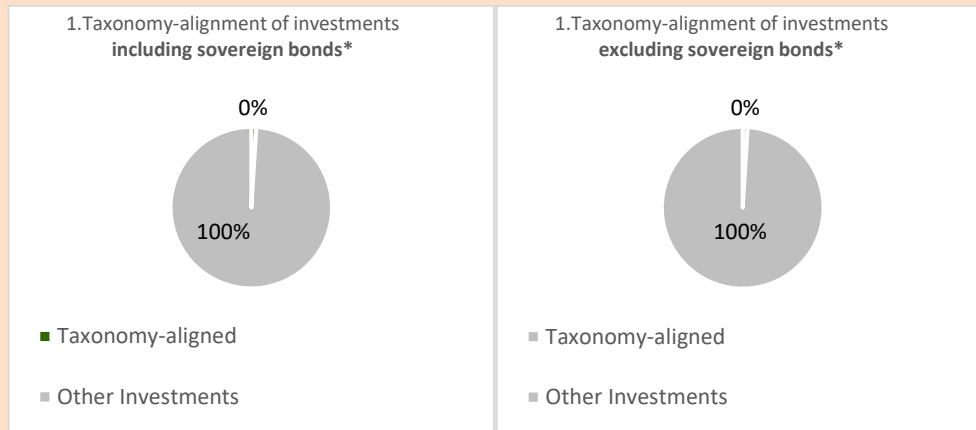 1.Taxonomy-alignment of investments
including sovereign bonds*
0%
100%
Taxonomy-aligned
Other Investments
1.Taxonomy-alignment of investments
excluding sovereign bonds*
0%
100%
Taxonomy-aligned
Other Investments